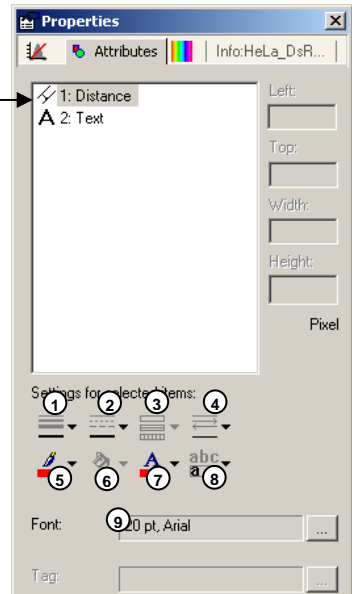 Properties
Attributes
Info:HeLa_DsR...
1: Distance
A 2: Text
Left:
Top:
Width:
Height:
Pixel
Settings for selected items:
1 2 3 4
A abc
a
5 6 7 8
Font: 9 20 pt, Arial ...
Tag: ...